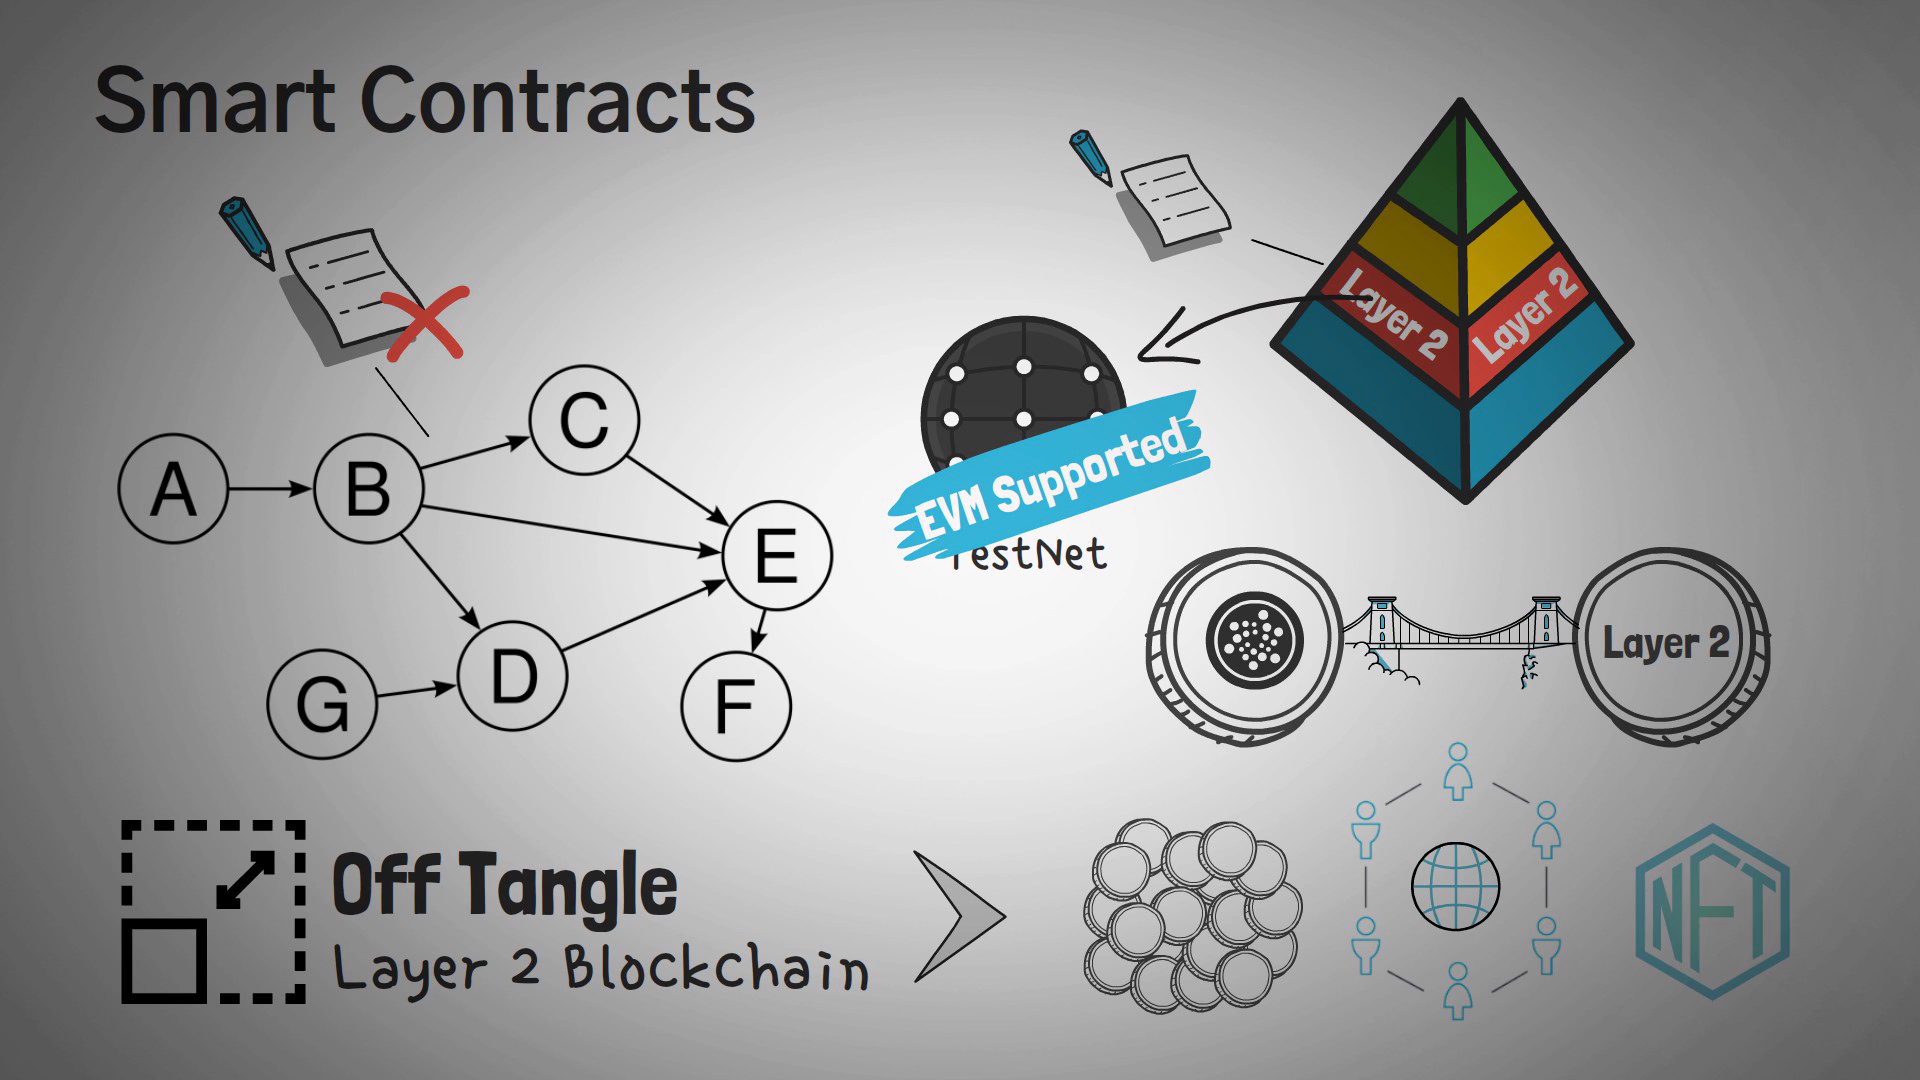 Smart Contracts
Layer 2
Layer 2
A
B
C
E
D
G
F
EVM Supported
TestNet
Layer 2
Off Tangle
Layer 2 Blockchain
NFT